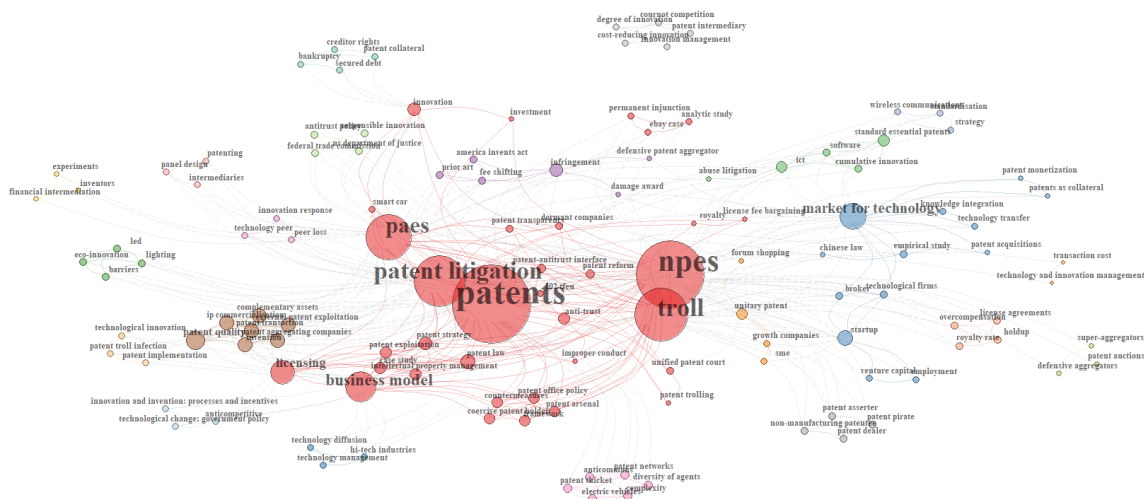 cournot competition
degree of innovation
patent intermediary
cost-reducing innovation
innovation management
creditor rights
patent collateral
bankruptcy
secured debt
innovation
investment
permanent injunction
analytic study
ebay case
wireless communications
standardisation
strategy
standard essential patents
software
ict
cumulative innovation
antitrust policy
responsible innovation
federal trade commission
us department of justice
america invents act
prior art
fee shifting
infringement
defensive patent aggregator
abuse litigation
damage award
patenting
panel design
intermediaries
experiments
inventors
financial intermediation
patent monetization
patents as collateral
smart car
innovation response
technology peer
peer loss
paes
patent transparency
dormant companies
royalty
license fee bargaining
market for technology
knowledge integration
technology transfer
led
eco-innovation
lighting
barriers
patent litigation
patent-antitrust interface
patent reform
npes
forum shopping
chinese law
empirical study
patent acquisitions
transaction cost
technology and innovation management
patents
troll
anti-trust
unitary patent
broker
technological firms
complementary assets
ip commercialization
patent transaction
patent aggregating companies
patent quality
technological innovation
patent troll infection
patent implementation
patent strategy
patent exploitation
case study
intellectual property management
patent law
improper conduct
unified patent court
patent trolling
growth companies
sme
startup
venture capital
employment
overcompensation
license agreements
royalty rate
holdup
super-aggregators
patent auctions
defensive aggregators
licensing
business model
innovation and invention: processes and incentives
anticompetitive
technological change: government policy
countermeasures
patent office policy
patent arsenal
coercive patent holder
framework
technology diffusion
hi-tech industries
technology management
patent asserter
patent pirate
non-manufacturing patentee
patent dealer
anticommons
patent networks
patent thicket
diversity of agents
electric vehicles
complexity